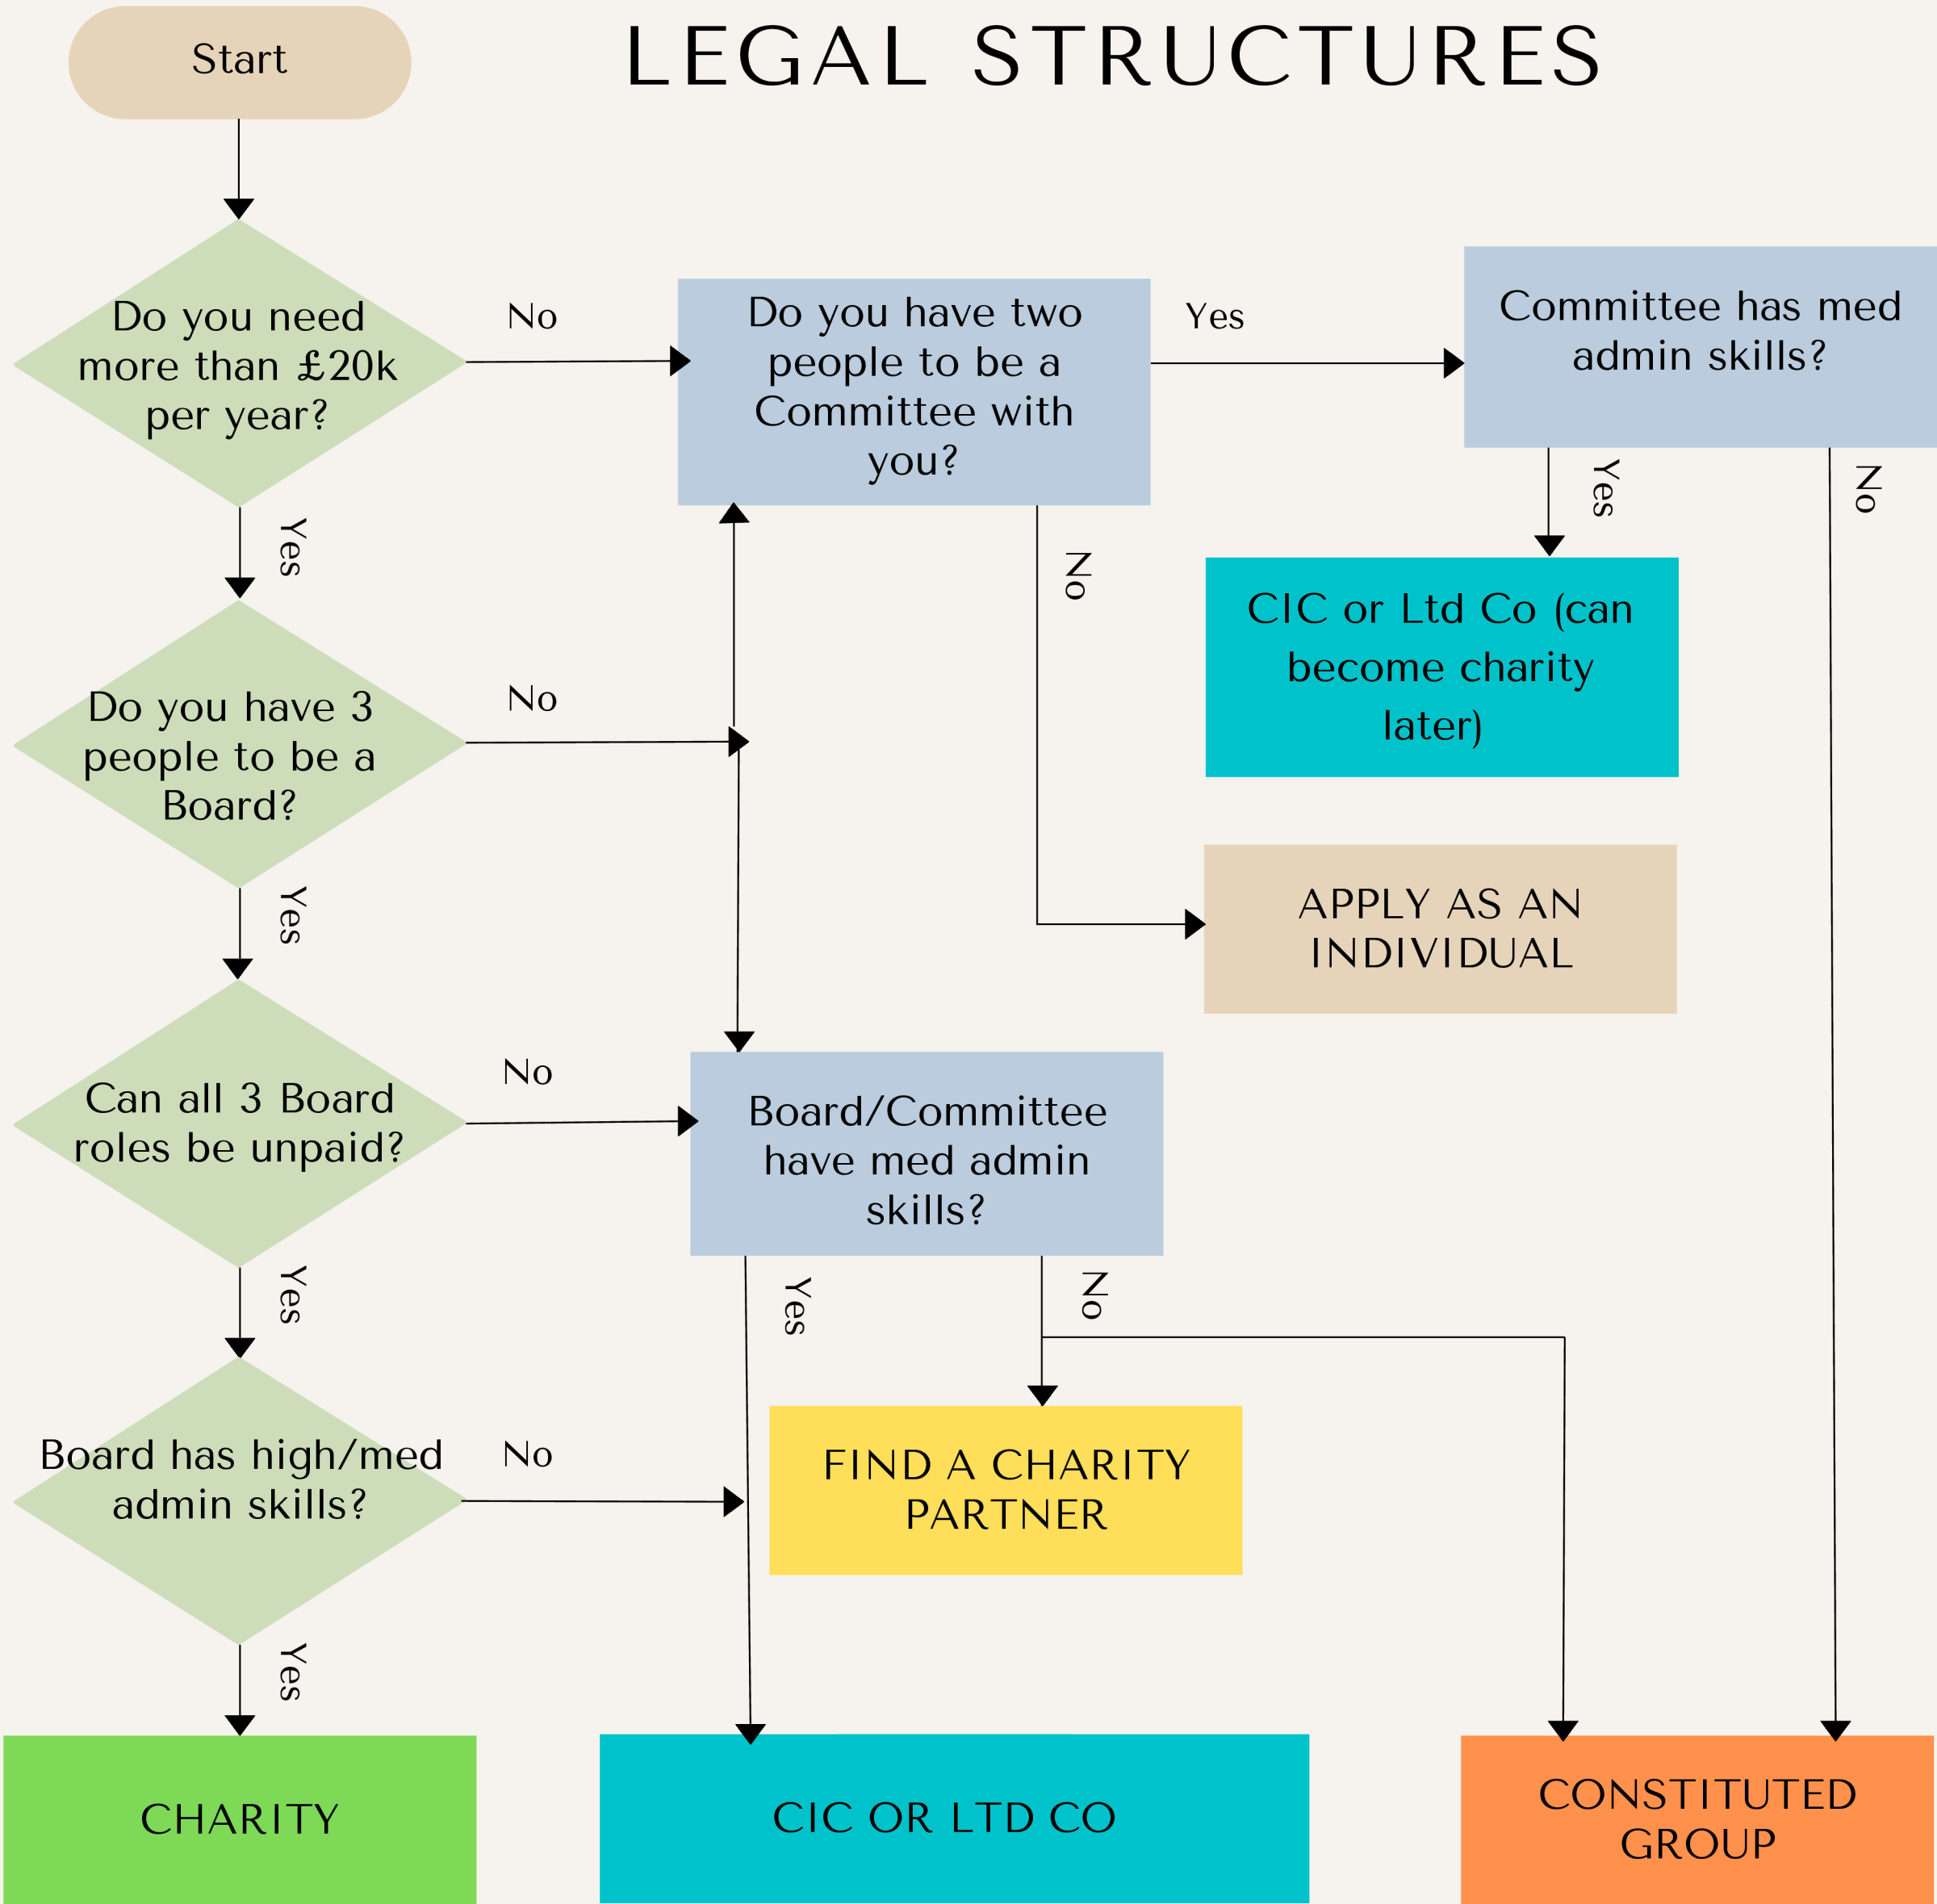 Start
LEGAL STRUCTURES
Do you need
more than £20k
per year?
No
Do you have two
people to be a
Committee with
you?
Yes
Committee has med
admin skills?
Yes
No
Yes
No
CIC or Ltd Co (can
become charity
later)
Do you have 3
people to be a
Board?
No
Yes
APPLY AS AN
INDIVIDUAL
Can all 3 Board
roles be unpaid?
No
Board/Committee
have med admin
skills?
Yes
Yes
No
Board has high/med
admin skills?
No
FIND A CHARITY
PARTNER
Yes
CHARITY
CIC OR LTD CO
CONSTITUTED
GROUP